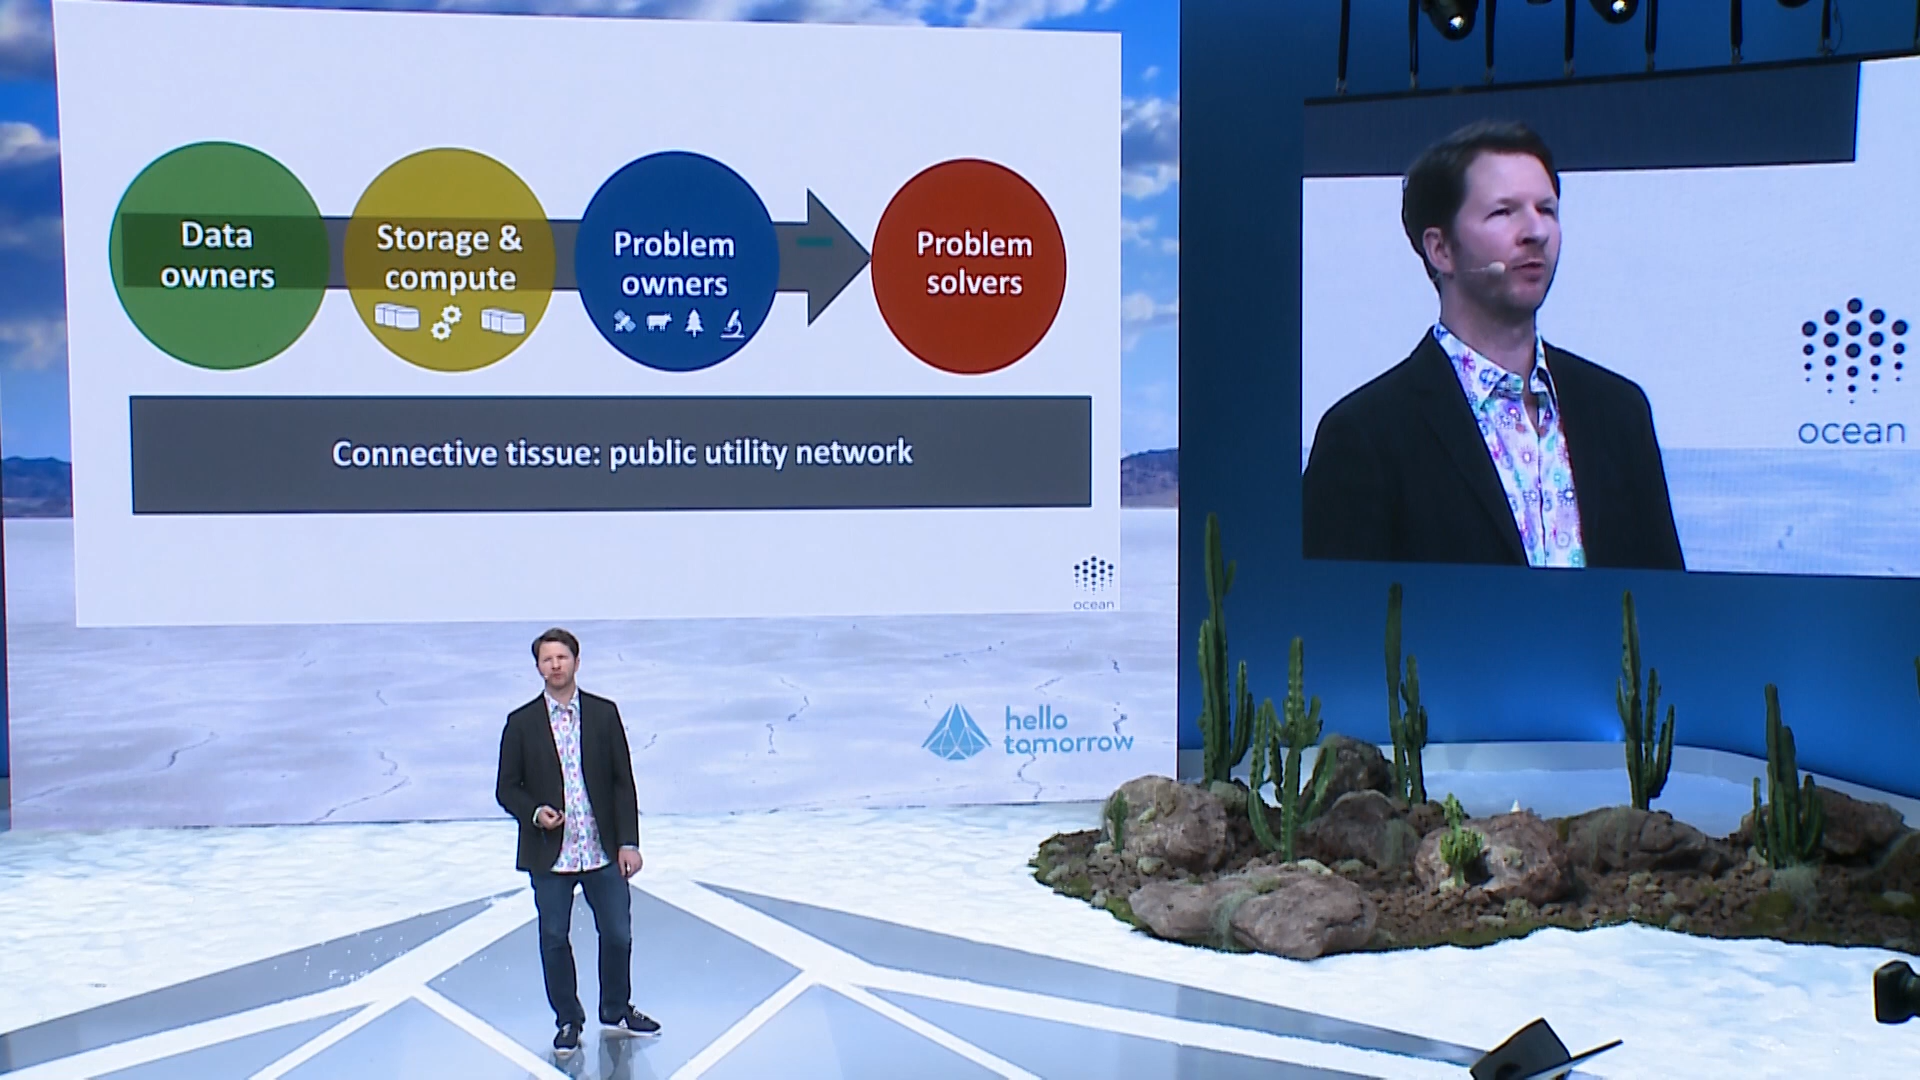 Data
owners
Storage &
compute
Problem
owners
Problem
solvers
Connective tissue: public utility network
ocean
hello
tomorrow
ocean